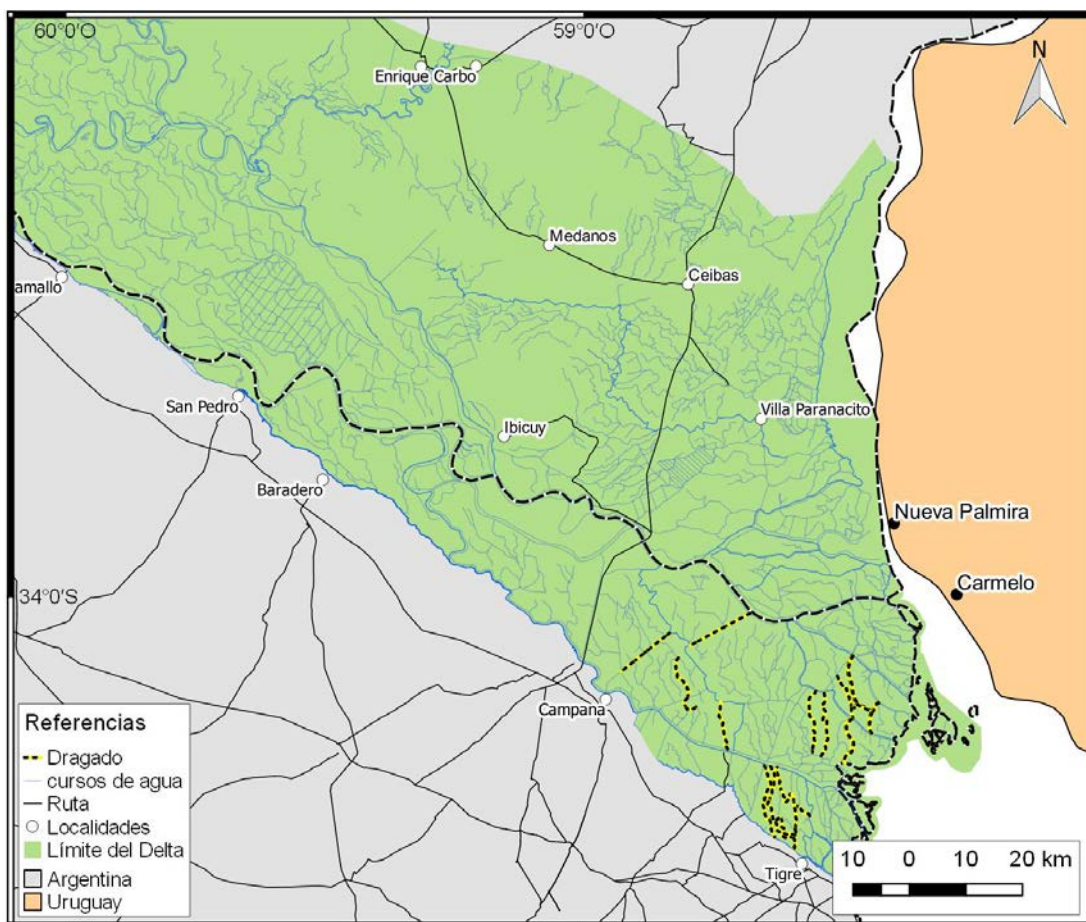 60°0'O
59°0'O
N
Enrique Carbo
Medanos
Ceibas
amallo
San Pedro
Villa Paranacito
Ibicuy
Baradero
Nueva Palmira
34°0'S
Carmelo
Campana
Tigre
Referencias
Dragado
cursos de agua
Ruta
Localidades
Límite del Delta
Argentina
Uruguay
10 0 10 20 km